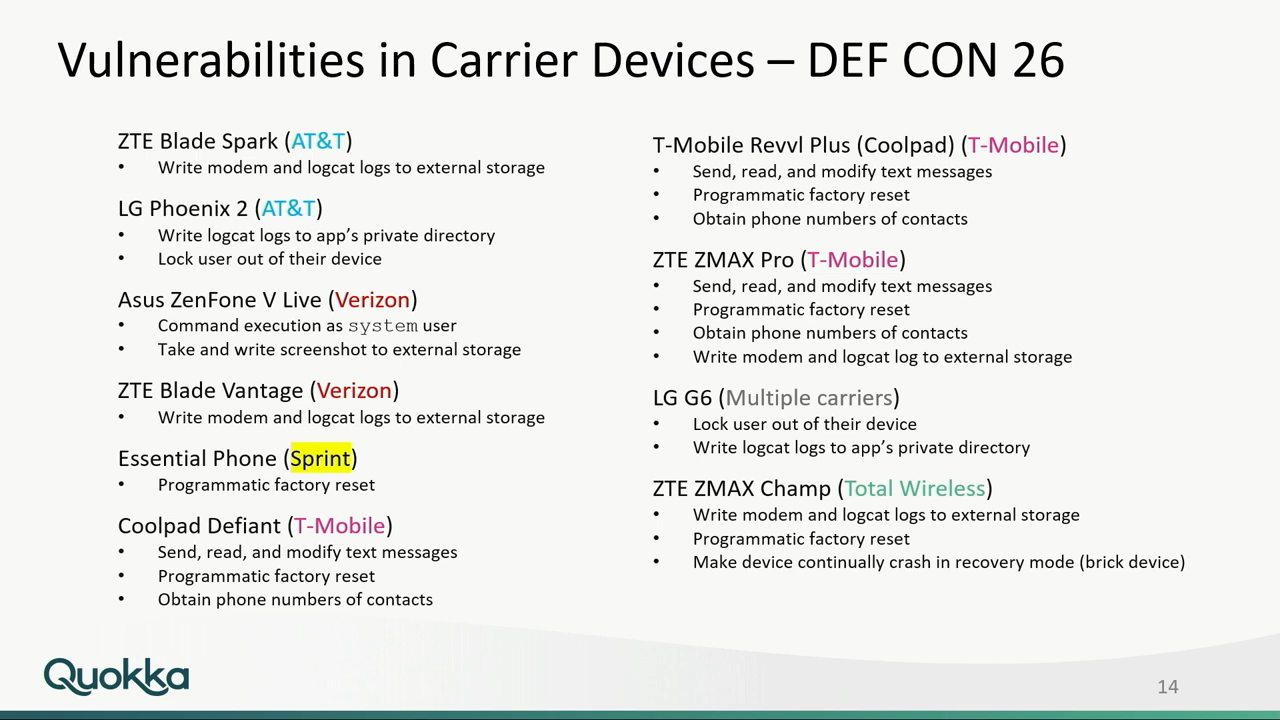 Vulnerabilities in Carrier Devices – DEF CON 26
ZTE Blade Spark (AT&T)
• Write modem and logcat logs to external storage
LG Phoenix 2 (AT&T)
• Write logcat logs to app’s private directory
• Lock user out of their device
Asus ZenFone V Live (Verizon)
• Command execution as system user
• Take and write screenshot to external storage
ZTE Blade Vantage (Verizon)
• Write modem and logcat logs to external storage
Essential Phone (Sprint)
• Programmatic factory reset
Coolpad Defiant (T-Mobile)
• Send, read, and modify text messages
• Programmatic factory reset
• Obtain phone numbers of contacts
T-Mobile Revvl Plus (Coolpad) (T-Mobile)
• Send, read, and modify text messages
• Programmatic factory reset
• Obtain phone numbers of contacts
ZTE ZMAX Pro (T-Mobile)
• Send, read, and modify text messages
• Programmatic factory reset
• Obtain phone numbers of contacts
• Write modem and logcat log to external storage
LG G6 (Multiple carriers)
• Lock user out of their device
• Write logcat logs to app’s private directory
ZTE ZMAX Champ (Total Wireless)
• Write modem and logcat logs to external storage
• Programmatic factory reset
• Make device continually crash in recovery mode (brick device)
Quokka
14